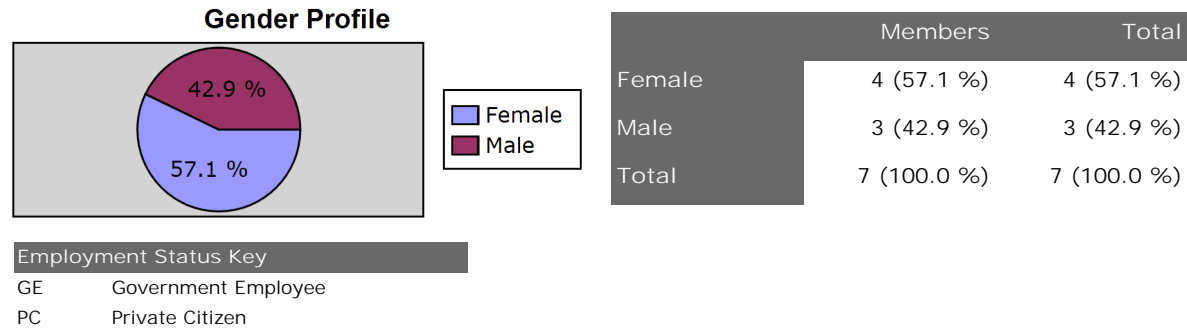 Gender Profile
42.9 %
57.1 %
Female
Male
Members Total
Female 4 (57.1 %) 4 (57.1 %)
Male 3 (42.9 %) 3 (42.9 %)
Total 7 (100.0 %) 7 (100.0 %)
Employment Status Key
GE Government Employee
PC Private Citizen